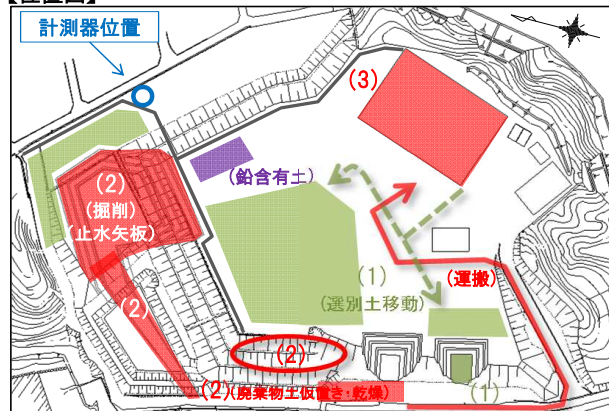 【位置図】
計測器位置
(3)
(鉛含有土)
(2)
(掘削)
(止水矢板)
(1)
(選別土移動)
(運搬)
(2)
(2)
(2)(廃棄物土仮置き・乾燥)
(1)